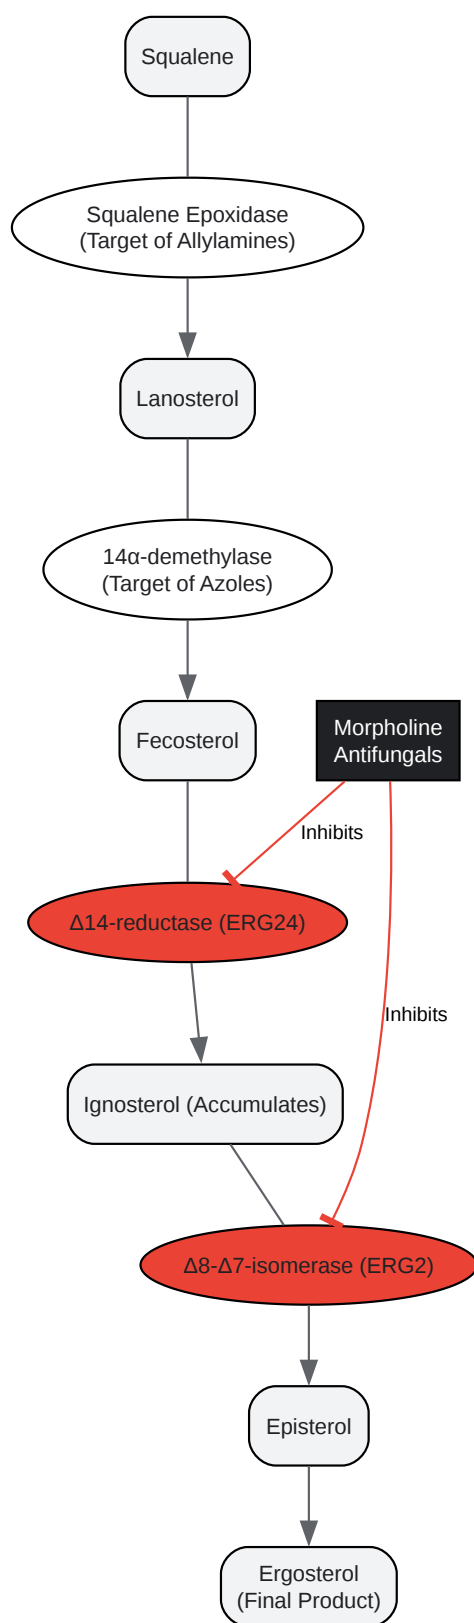 Squalene
Squalene Epoxidase
(Target of Allylamines)
Lanosterol
14α-demethylase
(Target of Azoles)
Fecosterol
Morpholine
Antifungals
Inhibits
Δ14-reductase (ERG24)
Inhibits
Ignosterol (Accumulates)
Δ8-Δ7-isomerase (ERG2)
Episterol
Ergosterol
(Final Product)